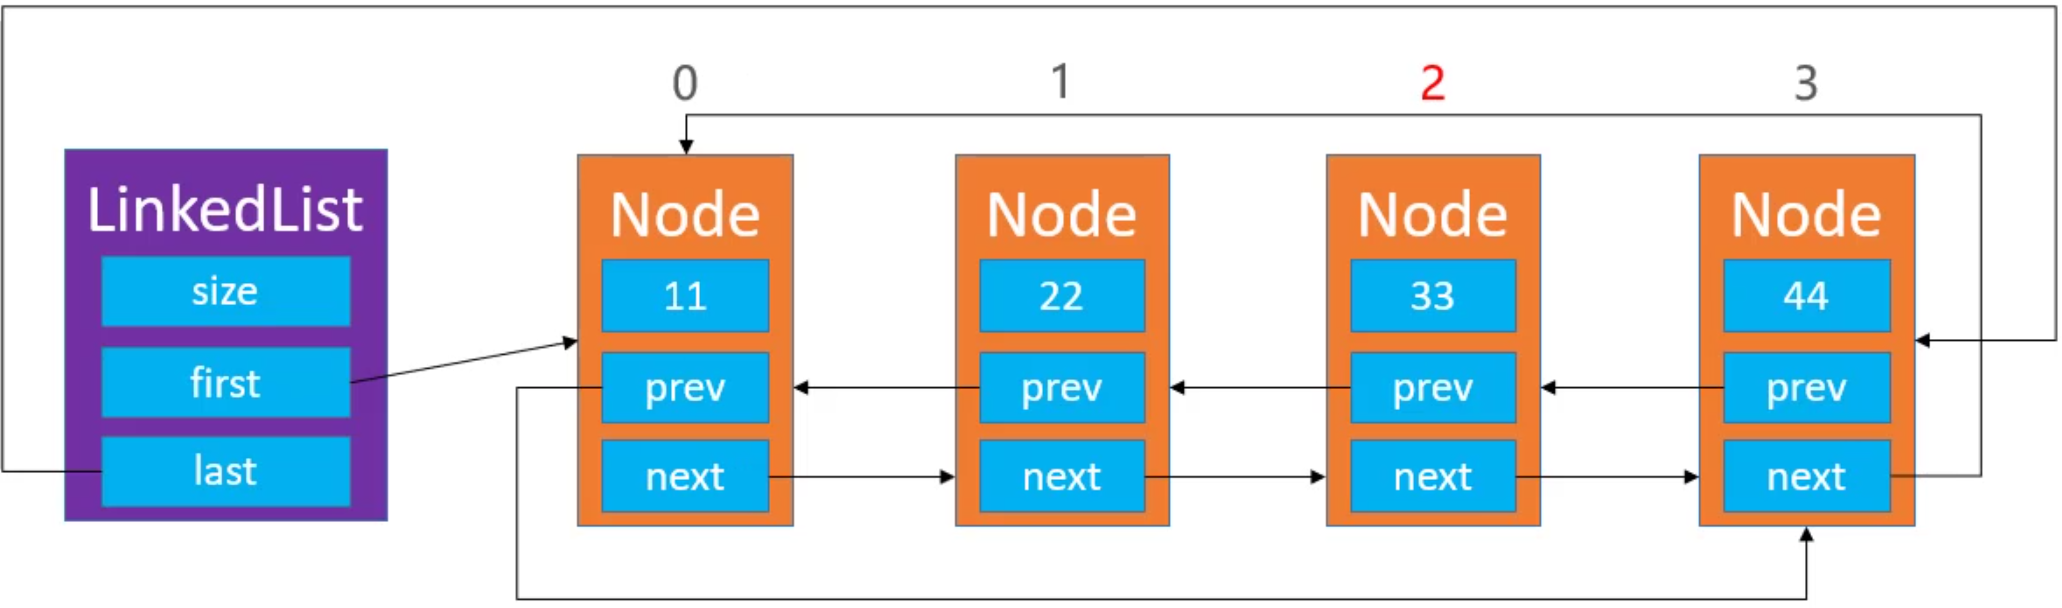 0
1
2
3
LinkedList
size
first
last
Node
11
prev
next
Node
22
prev
next
Node
33
prev
next
Node
44
prev
next